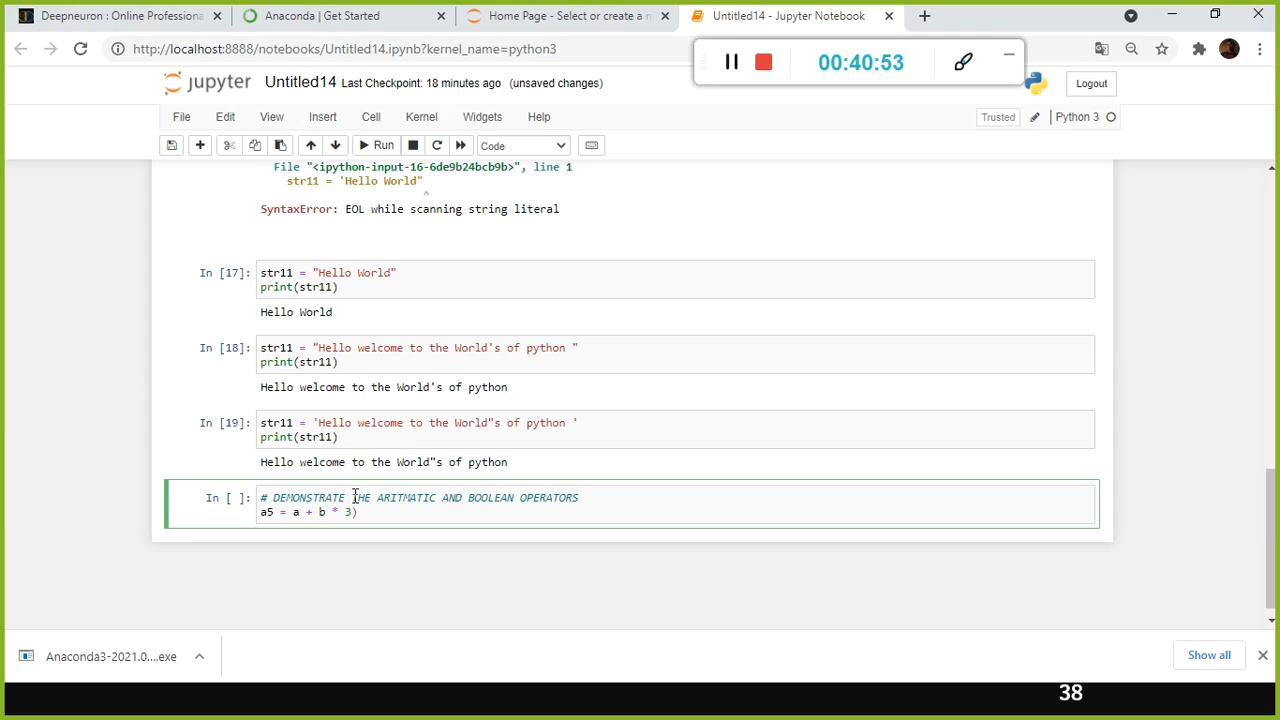 Deepneuron : Online Professiona
Anaconda | Get Started
Home Page - Select or create a n
Untitled14 - Jupyter Notebook
http://localhost:8888/notebooks/Untitled14.ipynb?kernel_name=python3
00:40:53
jupyter Untitled14 Last Checkpoint: 18 minutes ago (unsaved changes)
Logout
File Edit View Insert Cell Kernel Widgets Help
Trusted Python 3
Run Code
File "<ipython-input-16-6de9b24bcb9b>", line 1
str11 = 'Hello World"
^
SyntaxError: EOL while scanning string literal
In [17]: str11 = "Hello World"
print(str11)
Hello World
In [18]: str11 = "Hello welcome to the World's of python "
print(str11)
Hello welcome to the World's of python
In [19]: str11 = 'Hello welcome to the World"s of python '
print(str11)
Hello welcome to the World"s of python
In [ ]: # DEMONSTRATE THE ARITMATIC AND BOOLEAN OPERATORS
a5 = a + b * 3)
Anaconda3-2021.0....exe
Show all
38